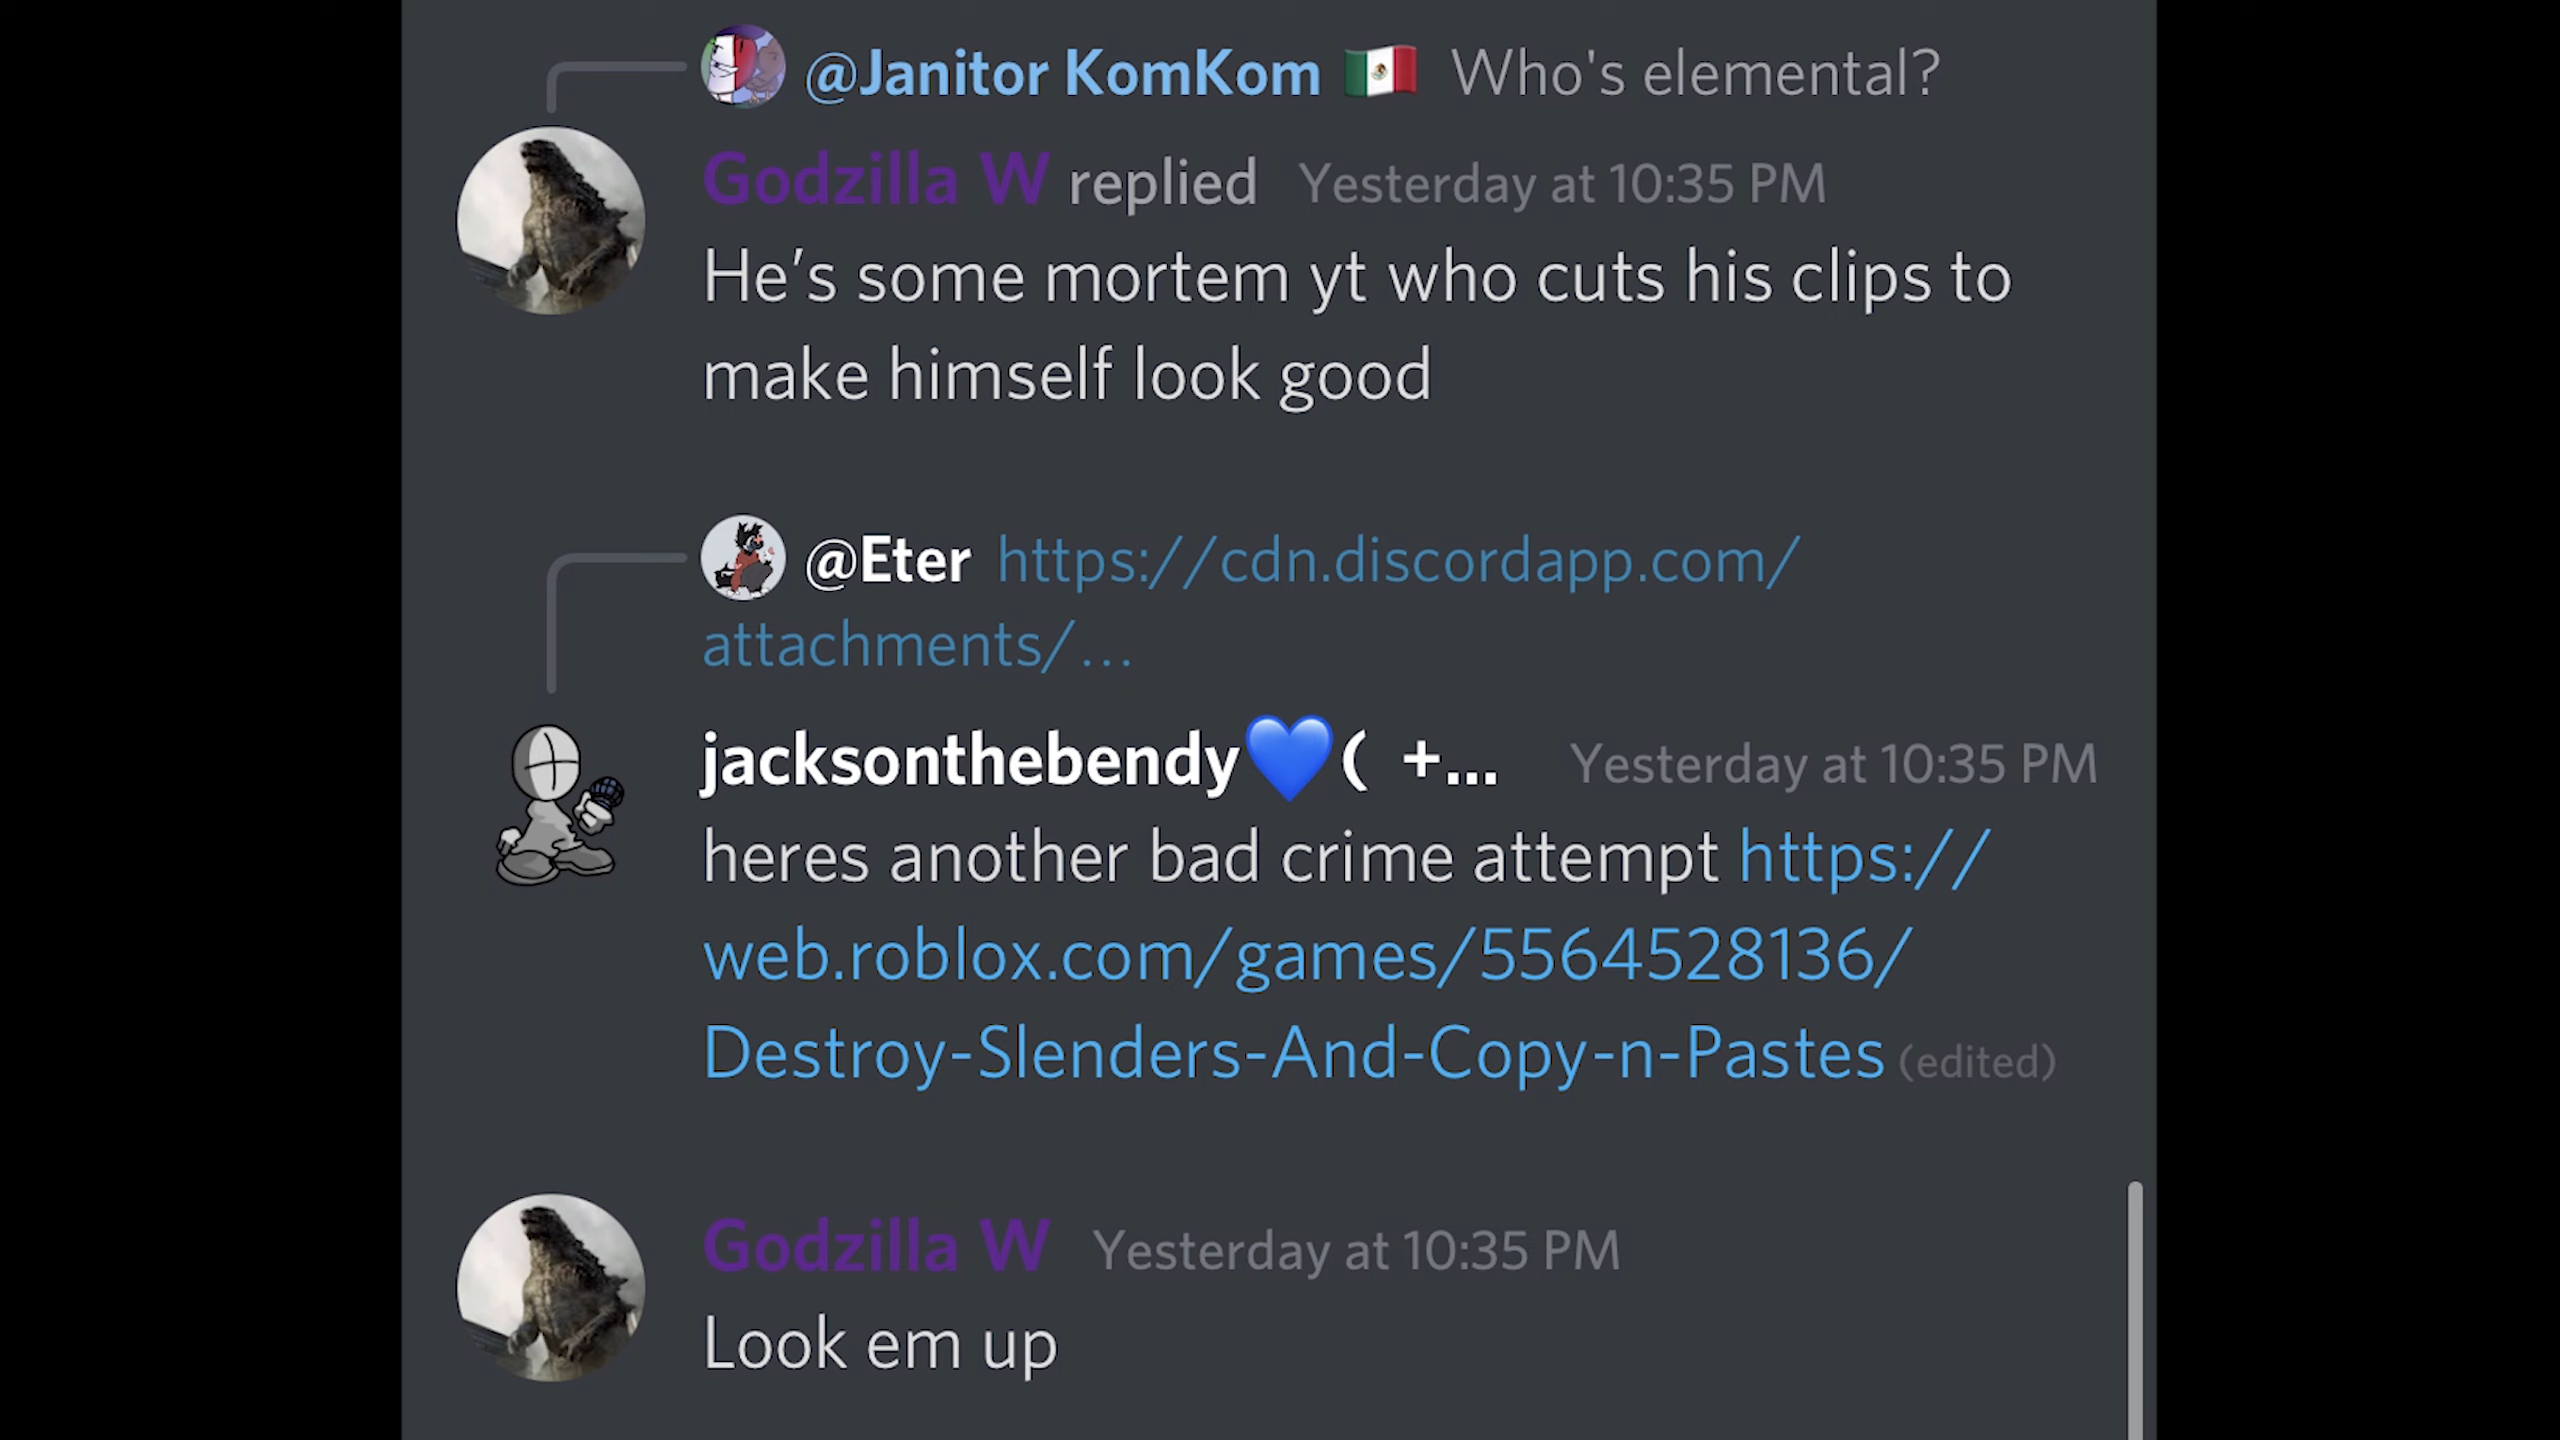 @Janitor KomKom 🇲🇽 Who's elemental?
Godzilla W replied Yesterday at 10:35 PM
He’s some mortem yt who cuts his clips to
make himself look good
@Eter https://cdn.discordapp.com/
attachments/...
jacksonthebendy💙( +... Yesterday at 10:35 PM
heres another bad crime attempt https://
web.roblox.com/games/5564528136/
Destroy-Slenders-And-Copy-n-Pastes (edited)
Godzilla W Yesterday at 10:35 PM
Look em up